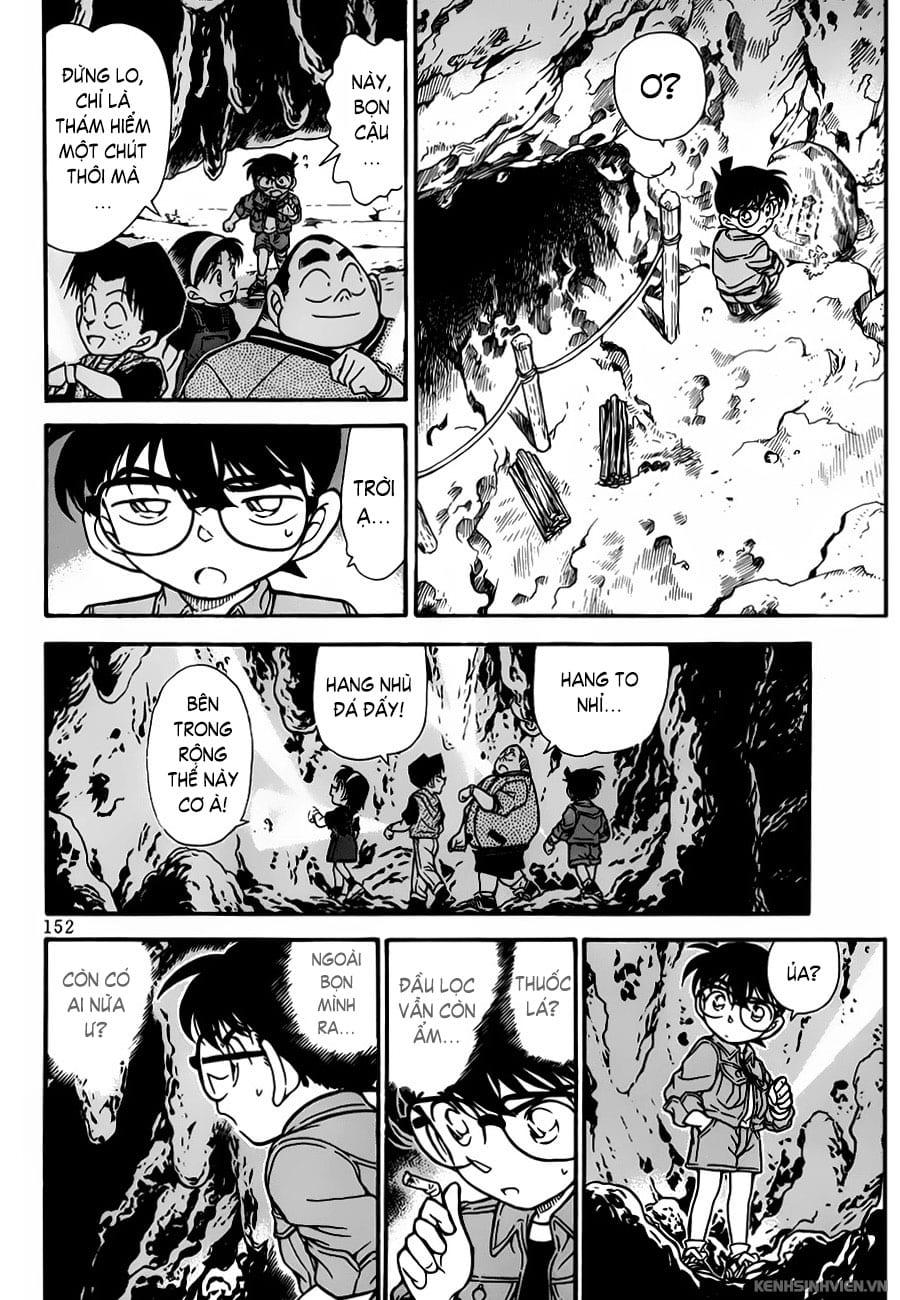 Ơ?
NÀY,
BỌN
CẬU
...
ĐỪNG LO,
CHỈ LÀ
THÁM HIỂM
MỘT CHÚT
THÔI MÀ
...
TRỜI
Ạ...
HANG TO
NHỈ...
HANG NHŨ
ĐÁ ĐẤY!
BÊN
TRONG
RỘNG
THẾ NÀY
CƠ À!
152
ỦA?
THUỐC
LÁ?
ĐẦU LỌC
VẪN CÒN
ẨM...
NGOÀI
BỌN
MÌNH
RA...
CÒN CÓ
AI NỮA
Ư?
KENHSINHVIEN.VN